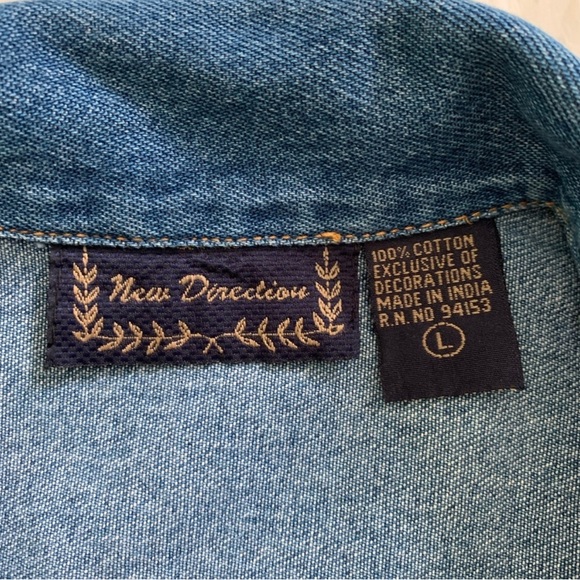 New Direction
100% COTTON
EXCLUSIVE OF
DECORATIONS
MADE IN INDIA
R.N. NO 94153
L